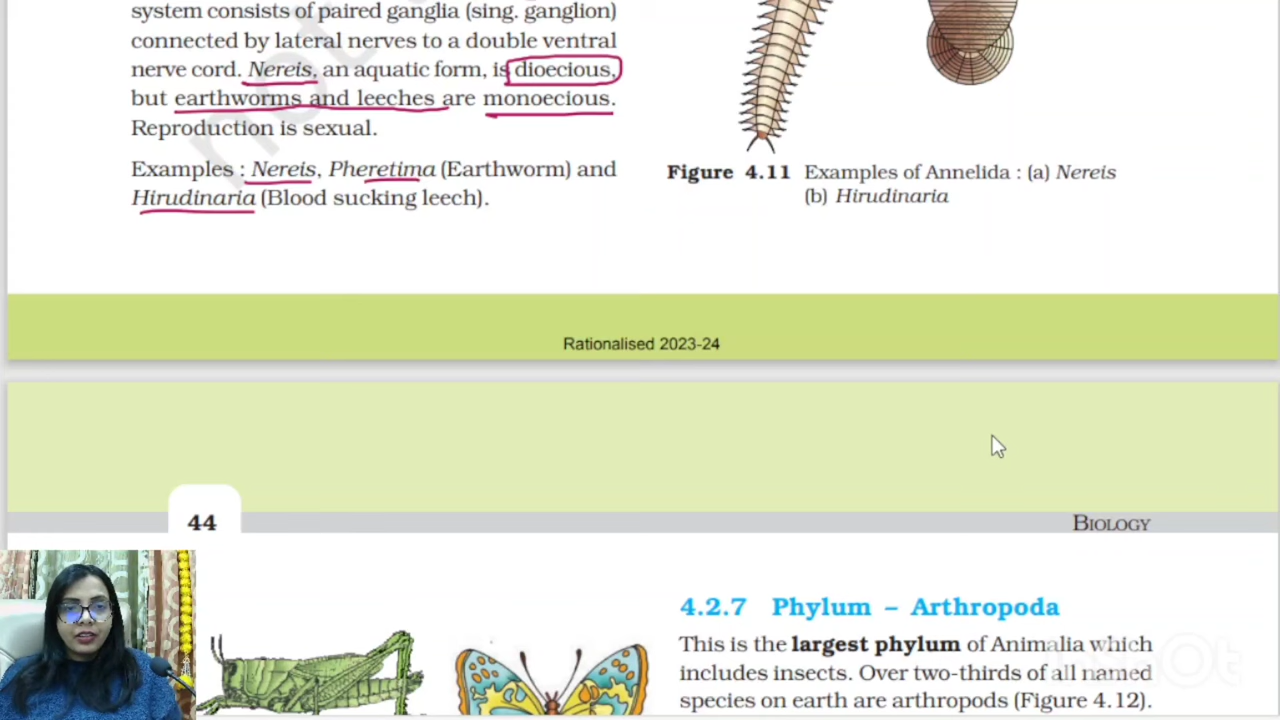 system consists of paired ganglia (sing. ganglion)
connected by lateral nerves to a double ventral
nerve cord. Nereis, an aquatic form, is dioecious,
but earthworms and leeches are monoecious.
Reproduction is sexual.
Examples : Nereis, Pheretima (Earthworm) and
Hirudinaria (Blood sucking leech).
Figure 4.11 Examples of Annelida : (a) Nereis
(b) Hirudinaria
Rationalised 2023-24
44
BIOLOGY
4.2.7 Phylum – Arthropoda
This is the largest phylum of Animalia which
includes insects. Over two-thirds of all named
species on earth are arthropods (Figure 4.12).